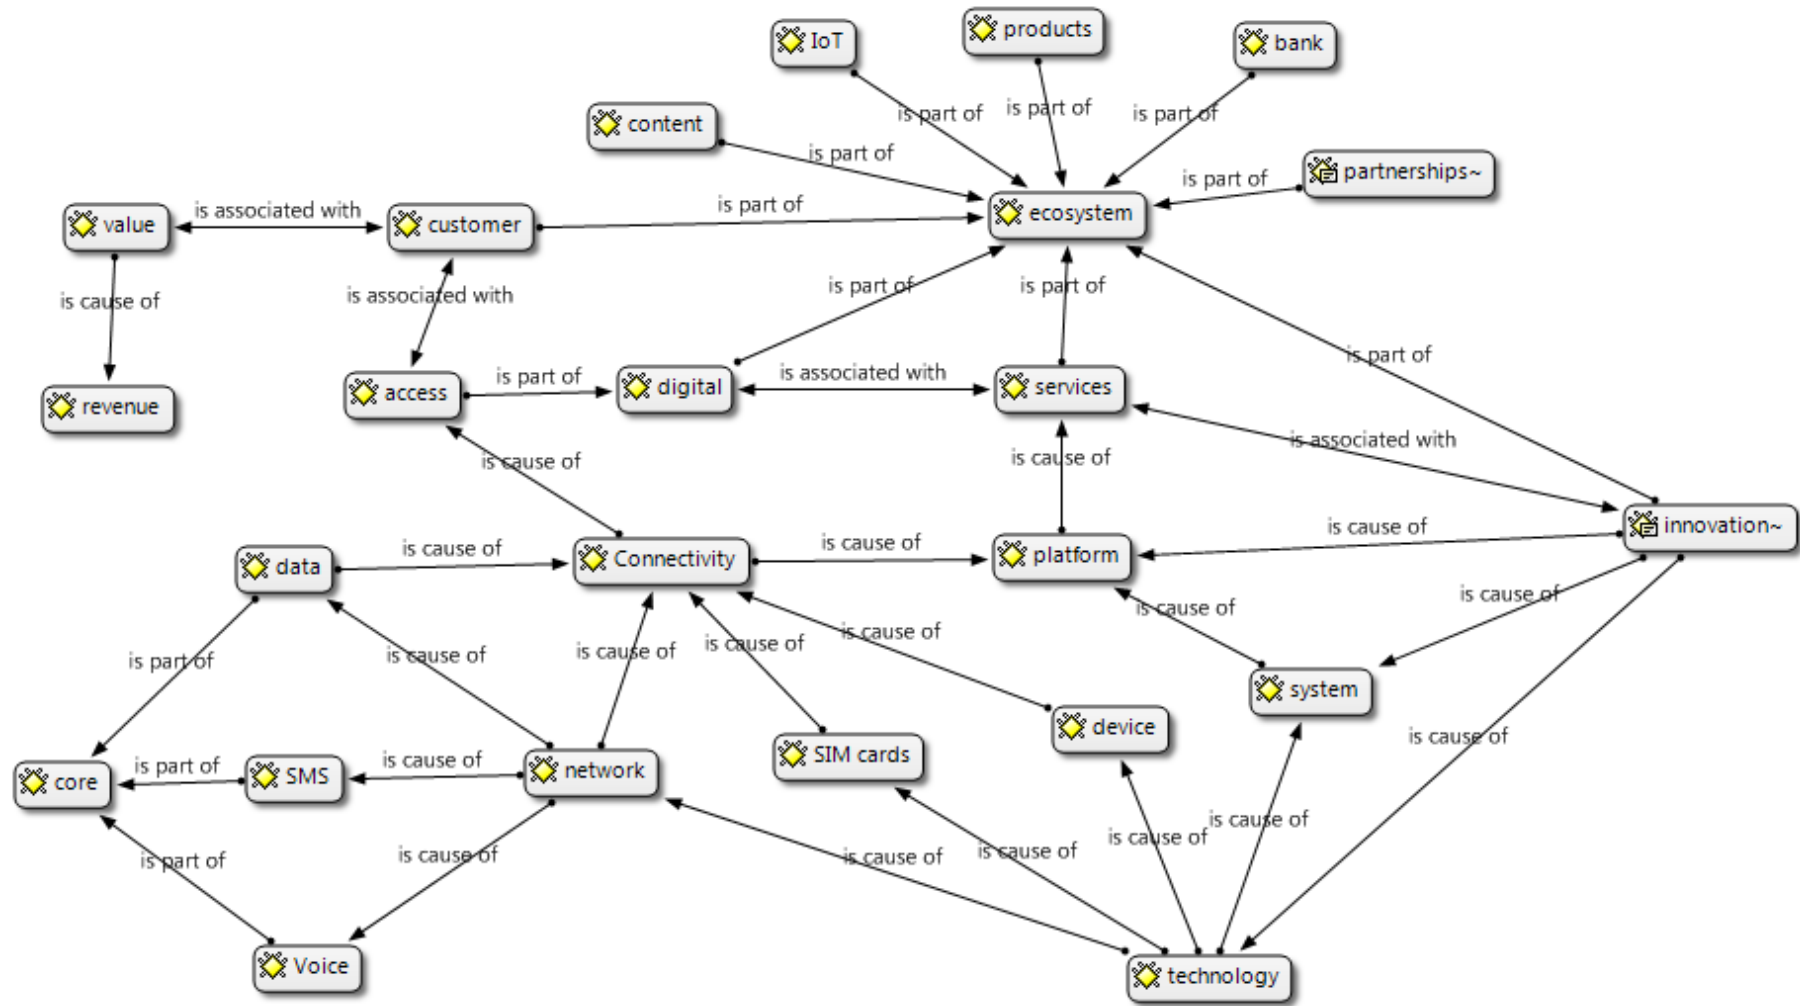 IoT
products
bank
is part of
is part of
is part of
content
is part of
partnerships~
is part of
value
is associated with
customer
is part of
ecosystem
is cause of
is associated with
is part of
is part of
is part of
revenue
access
is part of
digital
is associated with
services
is associated with
is cause of
is cause of
innovation~
data
is cause of
Connectivity
is cause of
platform
is cause of
is part of
is cause of
is cause of
is cause of
is cause of
is cause of
is cause of
system
core
is part of
SMS
is cause of
network
SIM cards
device
is cause of
is part of
is cause of
is cause of
is cause of
is cause of
is cause of
Voice
technology